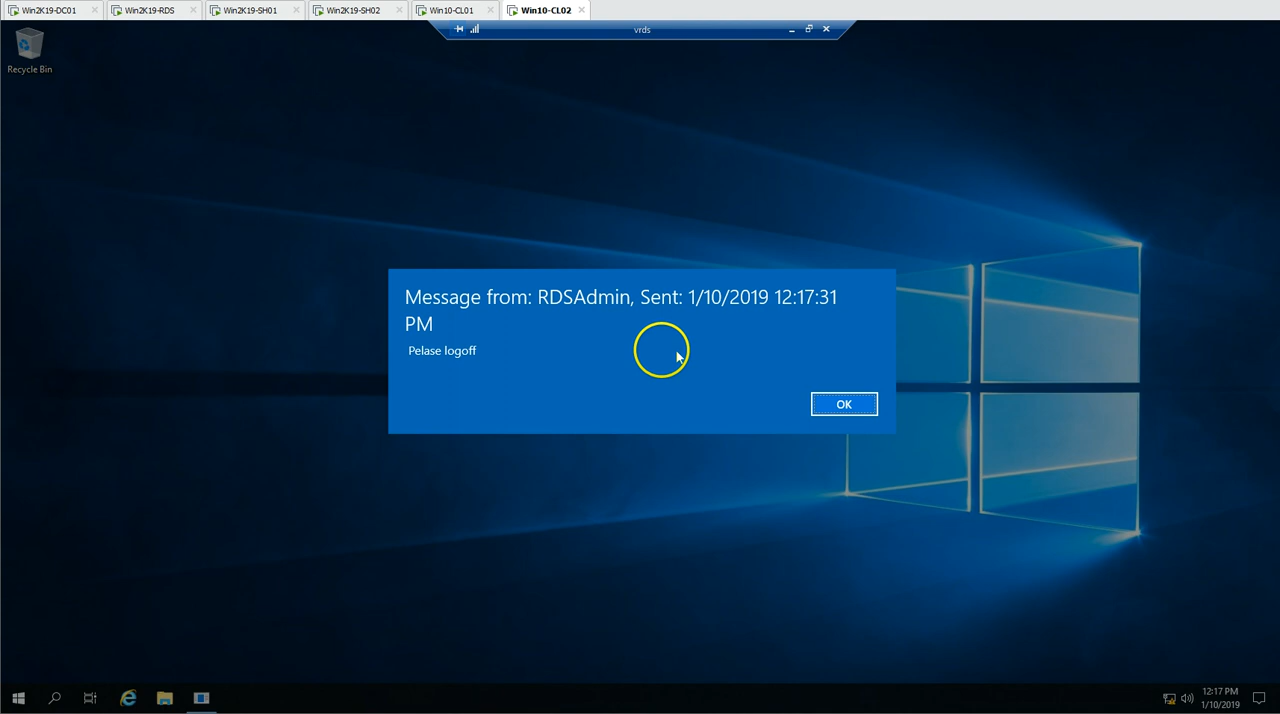 Win2K19-DC01 Win2K19-RDS Win2K19-SH01 Win2K19-SH02 Win10-CL01 Win10-CL02
vrds
Recycle Bin
Message from: RDSAdmin, Sent: 1/10/2019 12:17:31
PM
Pelase logoff
OK
12:17 PM
1/10/2019